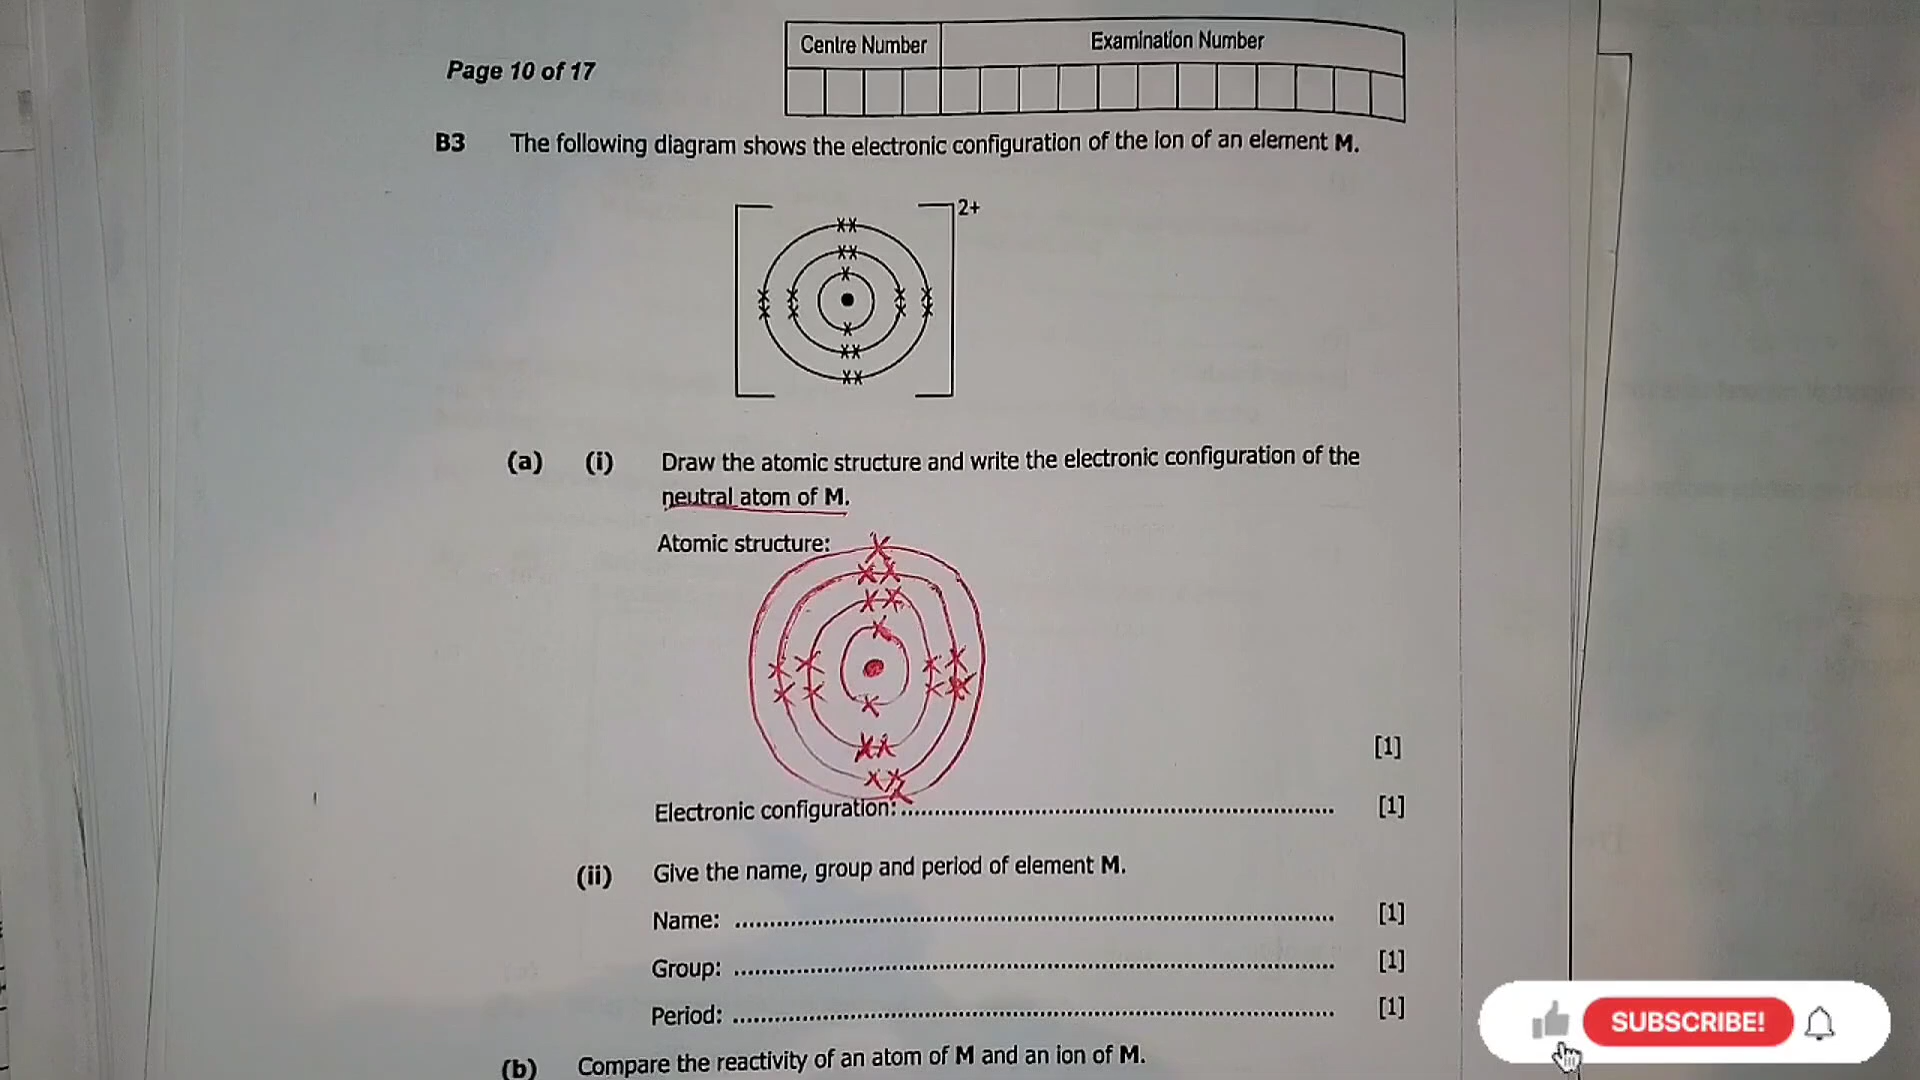 Centre Number
Examination Number
Page 10 of 17
B3 The following diagram shows the electronic configuration of the ion of an element M.
2+
(a) (i) Draw the atomic structure and write the electronic configuration of the
neutral atom of M.
Atomic structure:
[1]
Electronic configuration: [1]
(ii) Give the name, group and period of element M.
Name: [1]
Group: [1]
Period: [1]
(b) Compare the reactivity of an atom of M and an ion of M.
SUBSCRIBE!